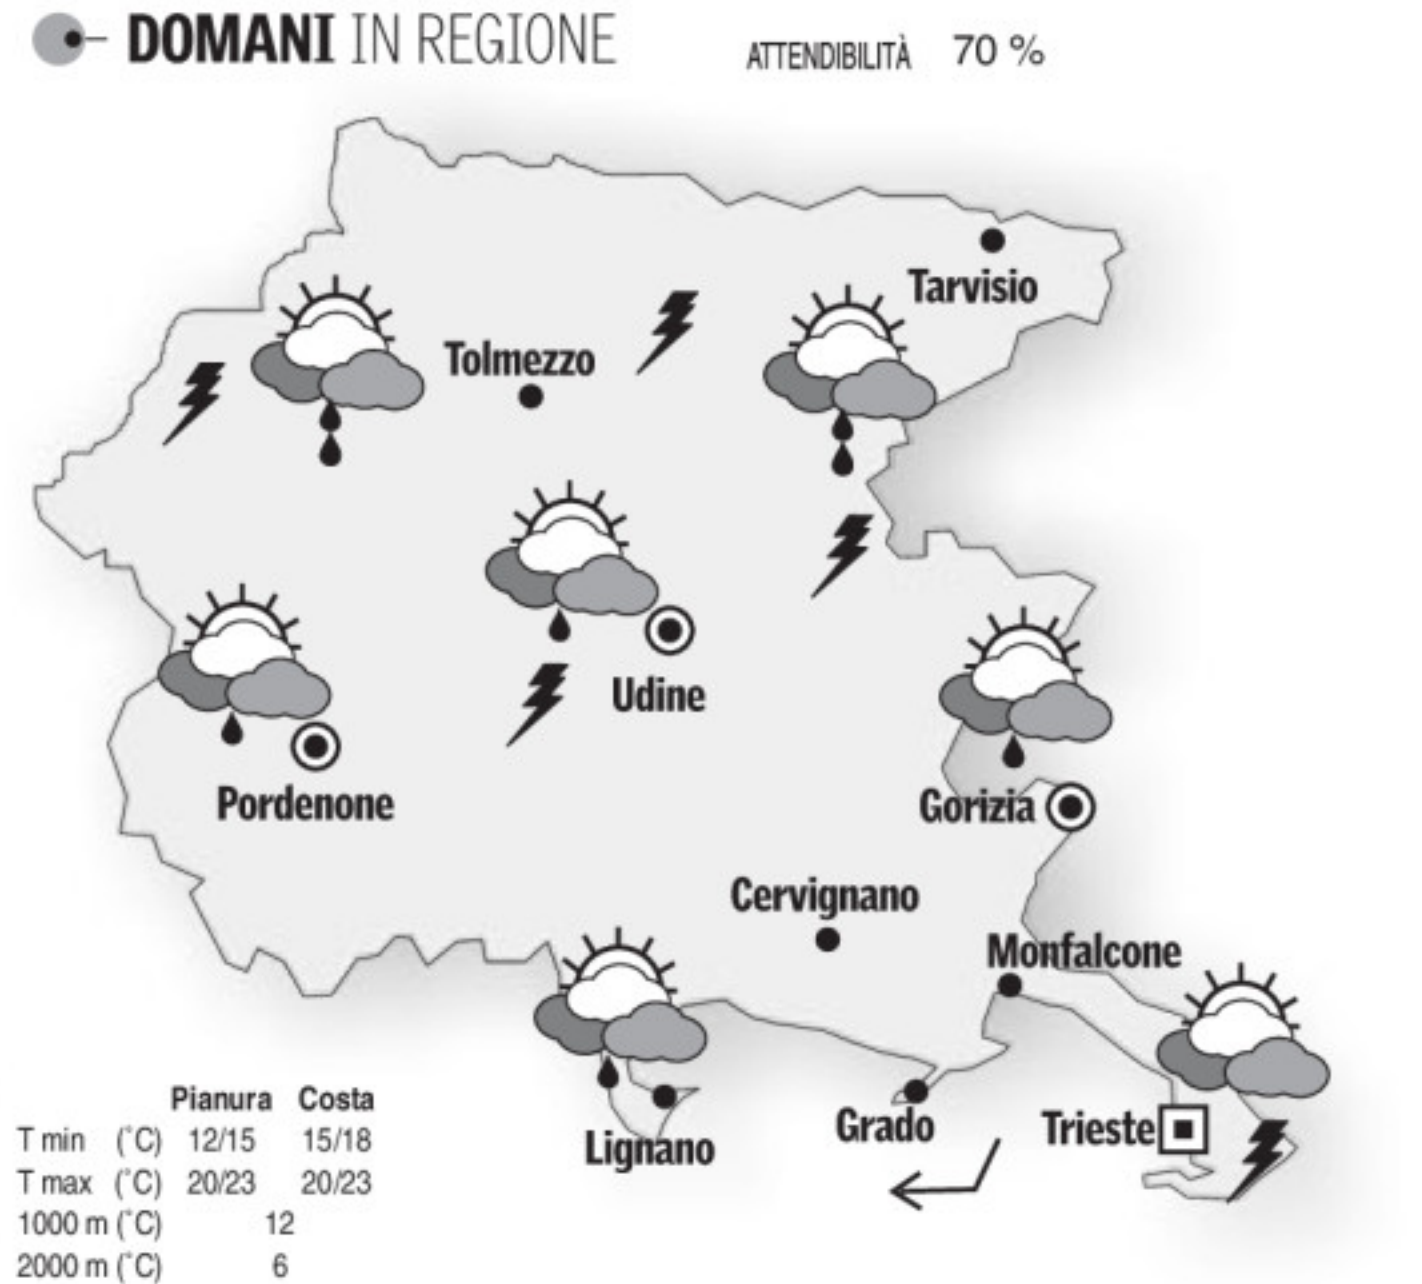 DOMANI IN REGIONE
ATTENDIBILITÀ 70 %
Tarvisio
Tolmezzo
Udine
Pordenone
Gorizia
Cervignano
Monfalcone
Grado
Trieste
Lignano
Pianura Costa
T min (°C) 12/15 15/18
T max (°C) 20/23 20/23
1000 m (°C) 12
2000 m (°C) 6